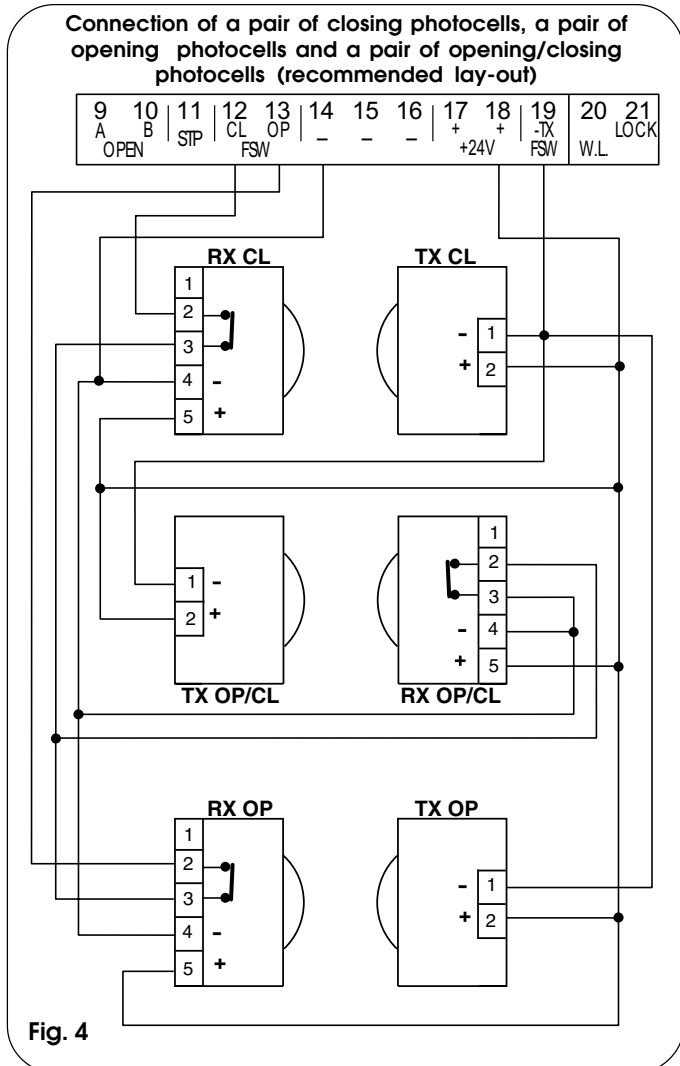 Connection of a pair of closing photocells, a pair of
opening photocells and a pair of opening/closing
photocells (recommended lay-out)
9 10 11 12 13 14 15 16 17 18 19 20 21
A B STP CL OP - - - + + -TX W.L. LOCK
OPEN FSW +24V FSW
RX CL TX CL
1
2
3
4 -
5 +
- 1
+ 2
1 -
2 +
1
2
3
- 4
+ 5
TX OP/CL RX OP/CL
RX OP TX OP
1
2
3
4 -
5 +
- 1
+ 2
Fig. 4